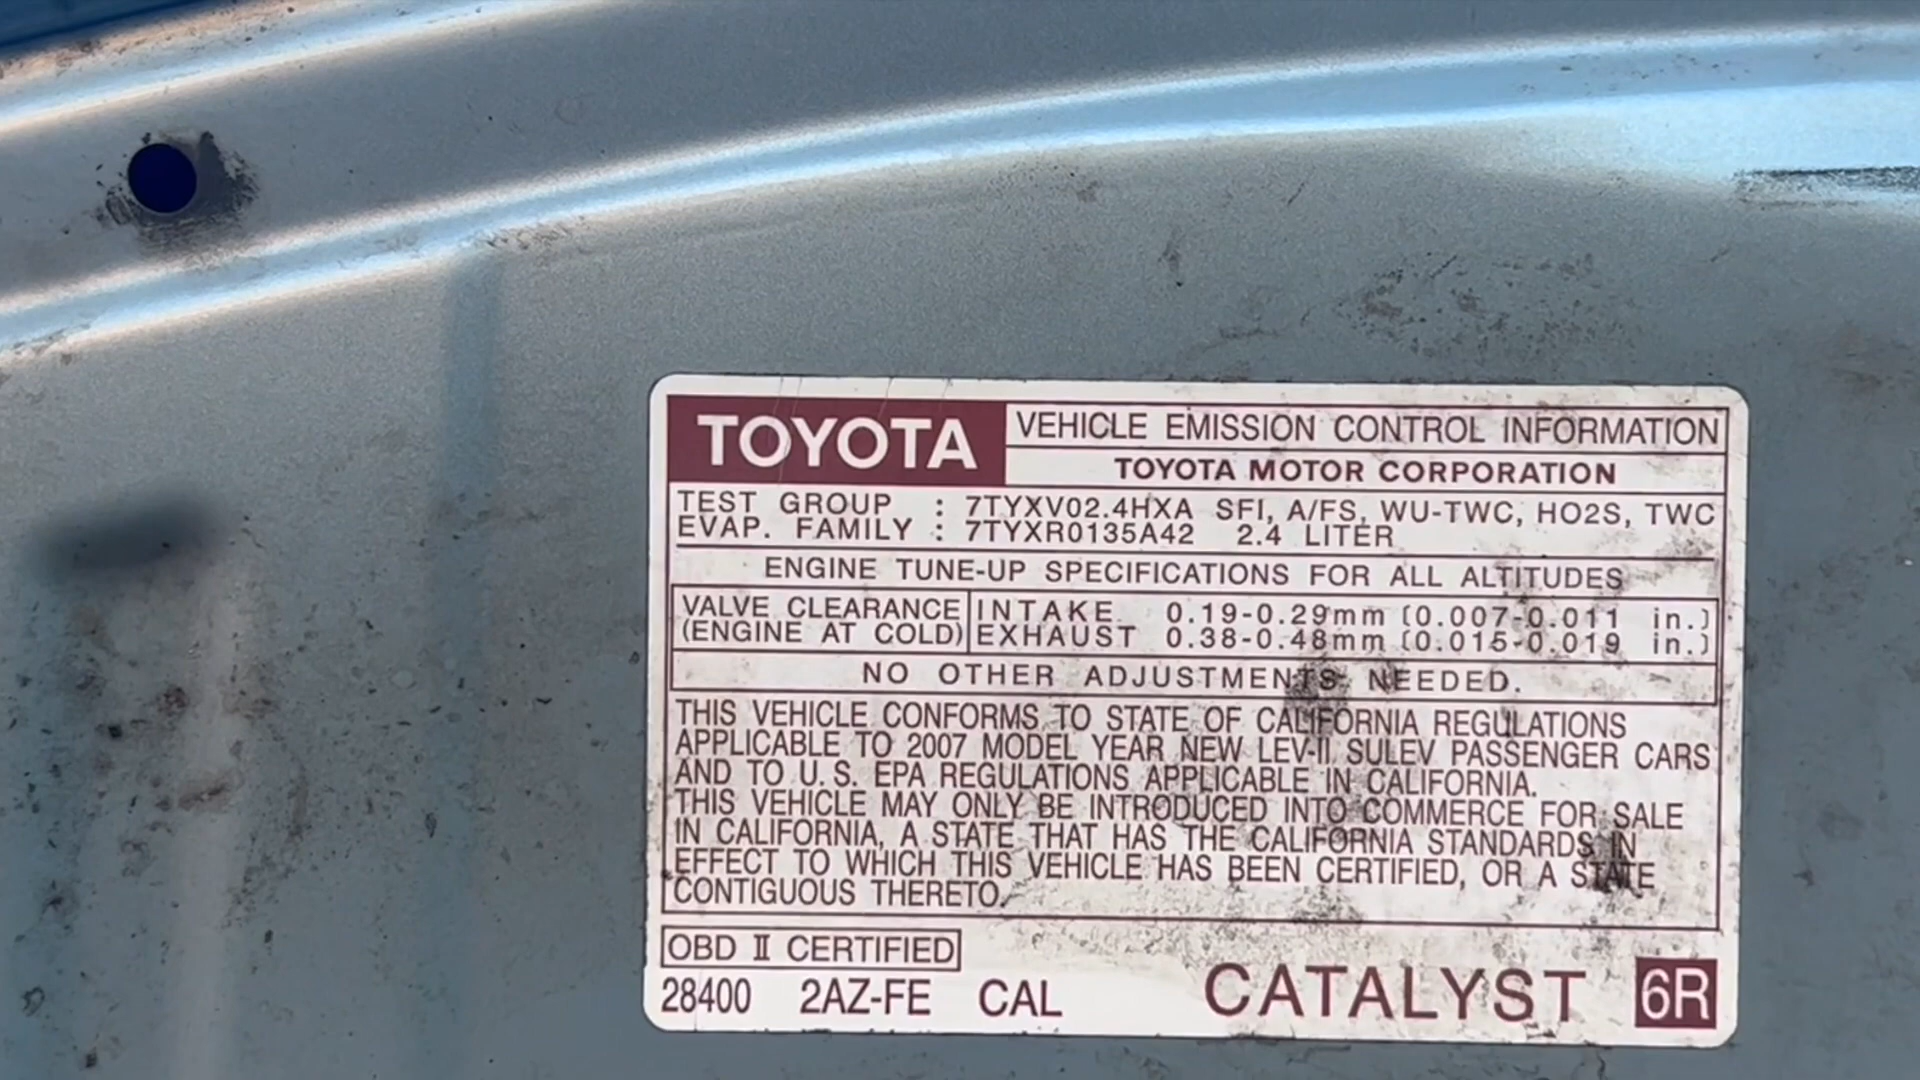 TOYOTA
VEHICLE EMISSION CONTROL INFORMATION
TOYOTA MOTOR CORPORATION
TEST GROUP : 7TYXV02.4HXA SFI, A/FS, WU-TWC, HO2S, TWC
EVAP. FAMILY : 7TYXR0135A42 2.4 LITER
ENGINE TUNE-UP SPECIFICATIONS FOR ALL ALTITUDES
VALVE CLEARANCE INTAKE 0.19-0.29mm (0.007-0.011 in.)
(ENGINE AT COLD) EXHAUST 0.38-0.48mm (0.015-0.019 in.)
NO OTHER ADJUSTMENTS NEEDED.
THIS VEHICLE CONFORMS TO STATE OF CALIFORNIA REGULATIONS
APPLICABLE TO 2007 MODEL YEAR NEW LEV-II SULEV PASSENGER CARS
AND TO U.S. EPA REGULATIONS APPLICABLE IN CALIFORNIA.
THIS VEHICLE MAY ONLY BE INTRODUCED INTO COMMERCE FOR SALE
IN CALIFORNIA, A STATE THAT HAS THE CALIFORNIA STANDARDS IN
EFFECT TO WHICH THIS VEHICLE HAS BEEN CERTIFIED, OR A STATE
CONTIGUOUS THERETO.
OBD II CERTIFIED
28400 2AZ-FE CAL CATALYST 6R